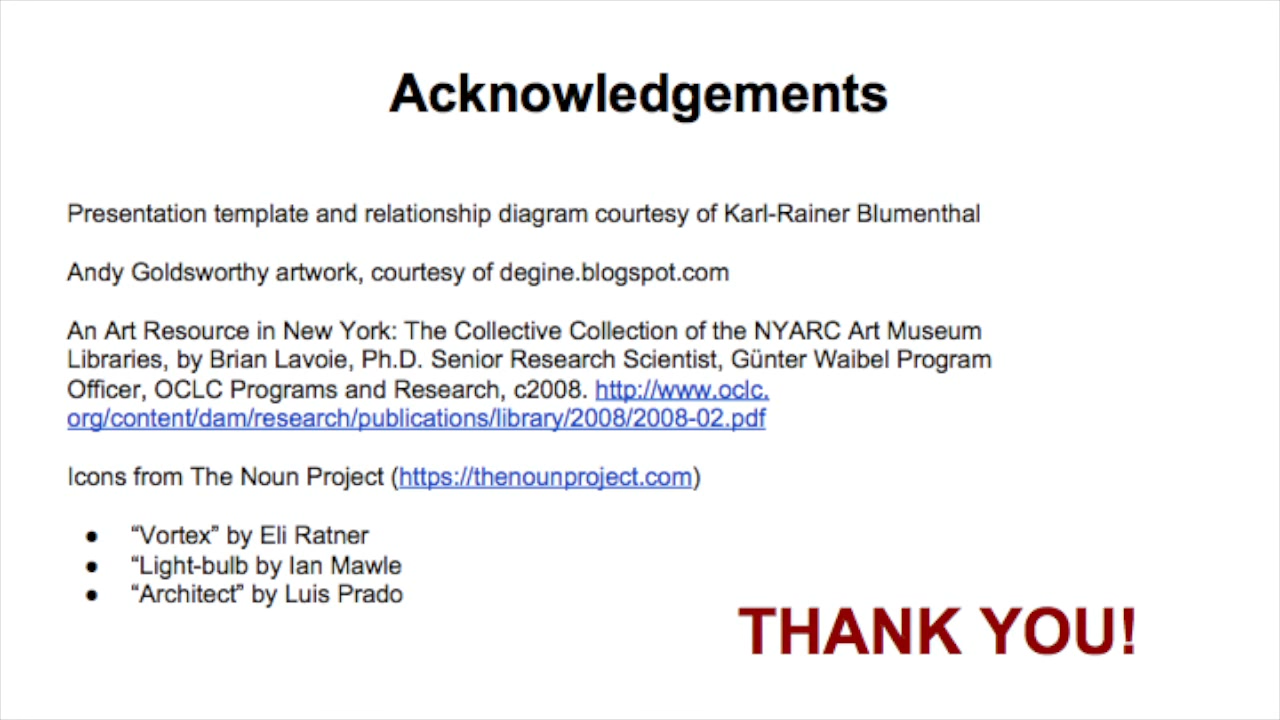 Acknowledgements
Presentation template and relationship diagram courtesy of Karl-Rainer Blumenthal
Andy Goldsworthy artwork, courtesy of degine.blogspot.com
An Art Resource in New York: The Collective Collection of the NYARC Art Museum
Libraries, by Brian Lavoie, Ph.D. Senior Research Scientist, Günter Waibel Program
Officer, OCLC Programs and Research, c2008. http://www.oclc.
org/content/dam/research/publications/library/2008/2008-02.pdf
Icons from The Noun Project (https://thenounproject.com)
● “Vortex” by Eli Ratner
● “Light-bulb by Ian Mawle
● “Architect” by Luis Prado
THANK YOU!